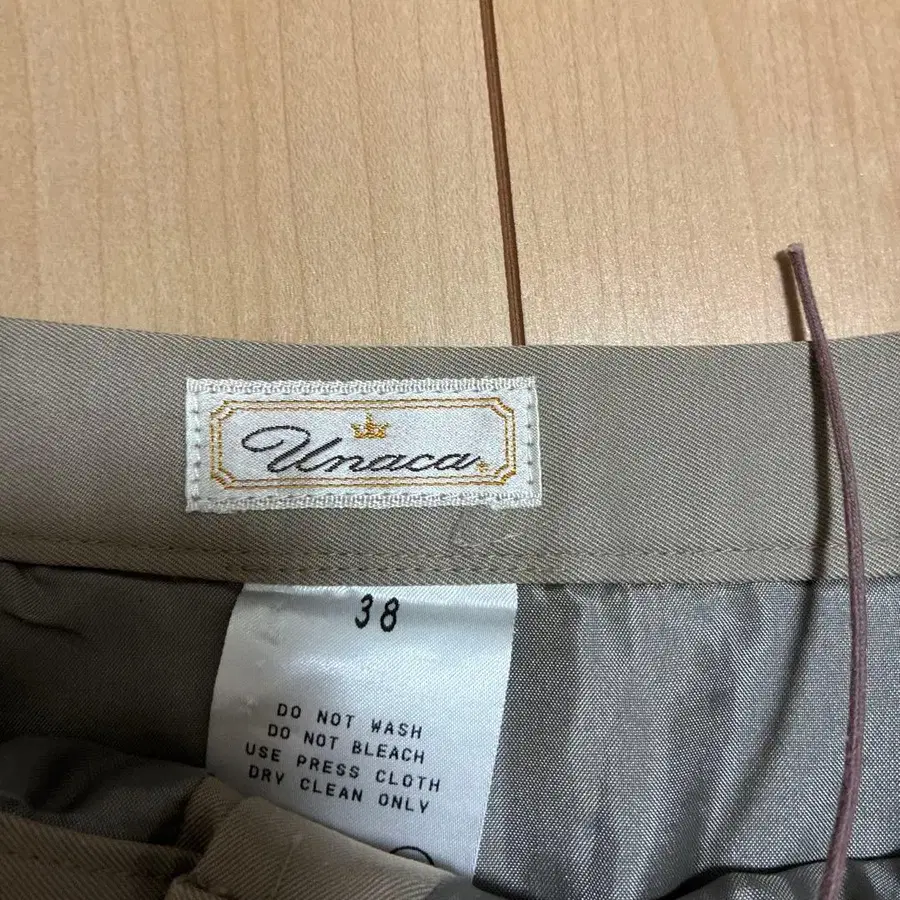 Unaca.
38
DO NOT WASH
DO NOT BLEACH
USE PRESS CLOTH
DRY CLEAN ONLY